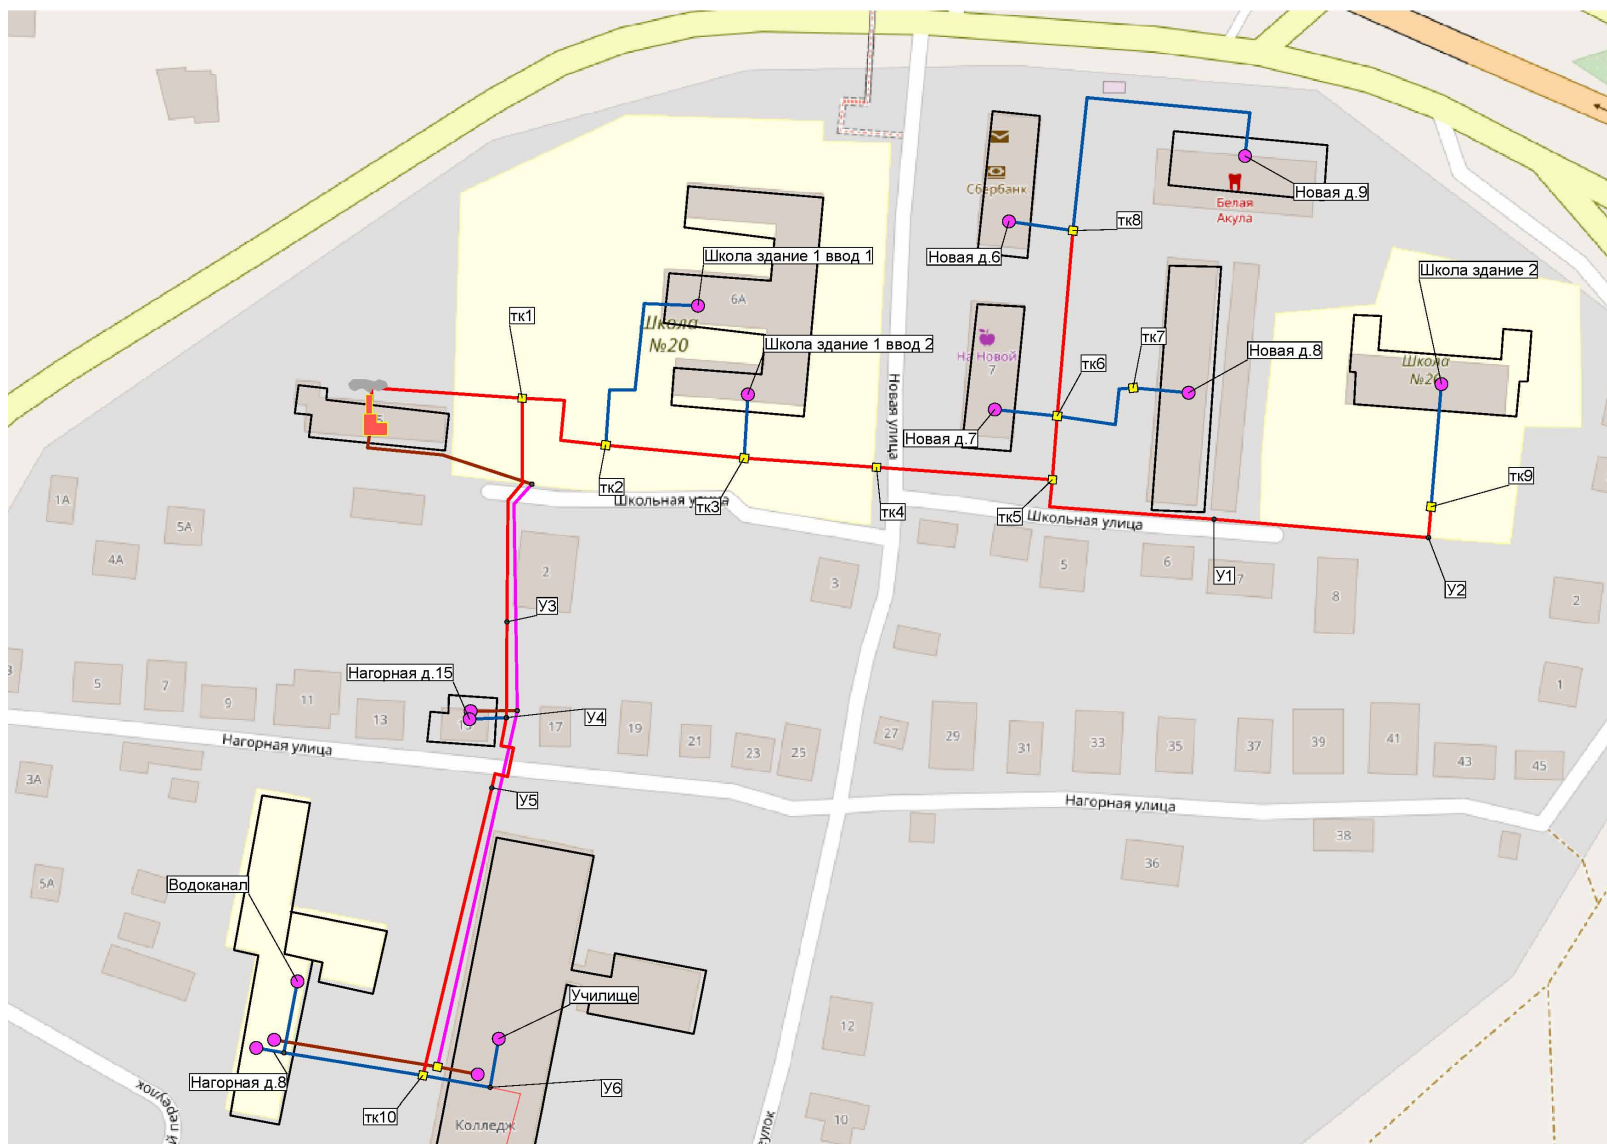 Сбербанк
Новая д.9
Белая
Акула
тк8
Новая д.6
Школа здание 1 ввод 1
Школа здание 2
6А
тк1
Школа
№20
Школа здание 1 ввод 2
На Новой
7
тк7
Новая д.8
тк6
Школа
№20
Новая улица
Новая д.7
тк2
тк3
Школьная улица
тк4
тк5
Школьная улица
тк9
1А
5А
4А
2
3
5
6
7
8
У1
У2
2
У3
Нагорная д.15
5
7
9
11
13
15
У4
17
19
21
23
25
27
29
31
33
35
37
39
41
43
45
1
Нагорная улица
3А
У5
Нагорная улица
38
36
5А
Водоканал
Училище
12
Нагорная д.8
У6
тк10
переулок
Колледж
10